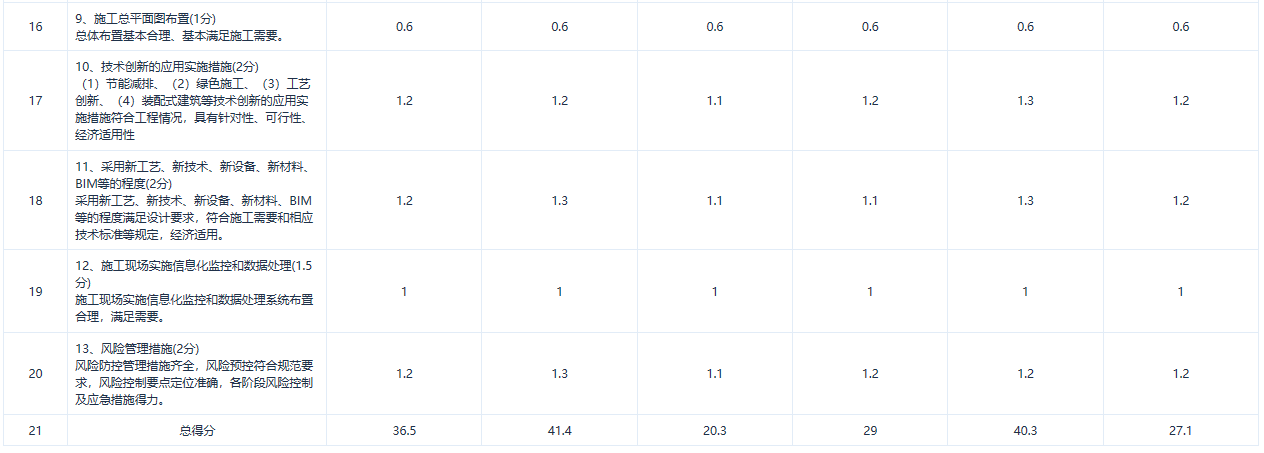 16
9、施工总平面图布置(1分)
总体布置基本合理、基本满足施工需要。
0.6 0.6 0.6 0.6 0.6 0.6
17
10、技术创新的应用实施措施(2分)
（1）节能减排、（2）绿色施工、（3）工艺
创新、（4）装配式建筑等技术创新的应用实
施措施符合工程情况，具有针对性、可行性、
经济适用性
1.2 1.2 1.1 1.2 1.3 1.2
18
11、采用新工艺、新技术、新设备、新材料、
BIM等的程度(2分)
采用新工艺、新技术、新设备、新材料、BIM
等的程度满足设计要求，符合施工需要和相应
技术标准等规定，经济适用。
1.2 1.3 1.1 1.1 1.3 1.2
19
12、施工现场实施信息化监控和数据处理(1.5
分)
施工现场实施信息化监控和数据处理系统布置
合理，满足需要。
1 1 1 1 1 1
20
13、风险管理措施(2分)
风险防控管理措施齐全，风险预控符合规范要
求，风险控制要点定位准确，各阶段风险控制
及应急措施得力。
1.2 1.3 1.1 1.2 1.2 1.2
21 总得分 36.5 41.4 20.3 29 40.3 27.1